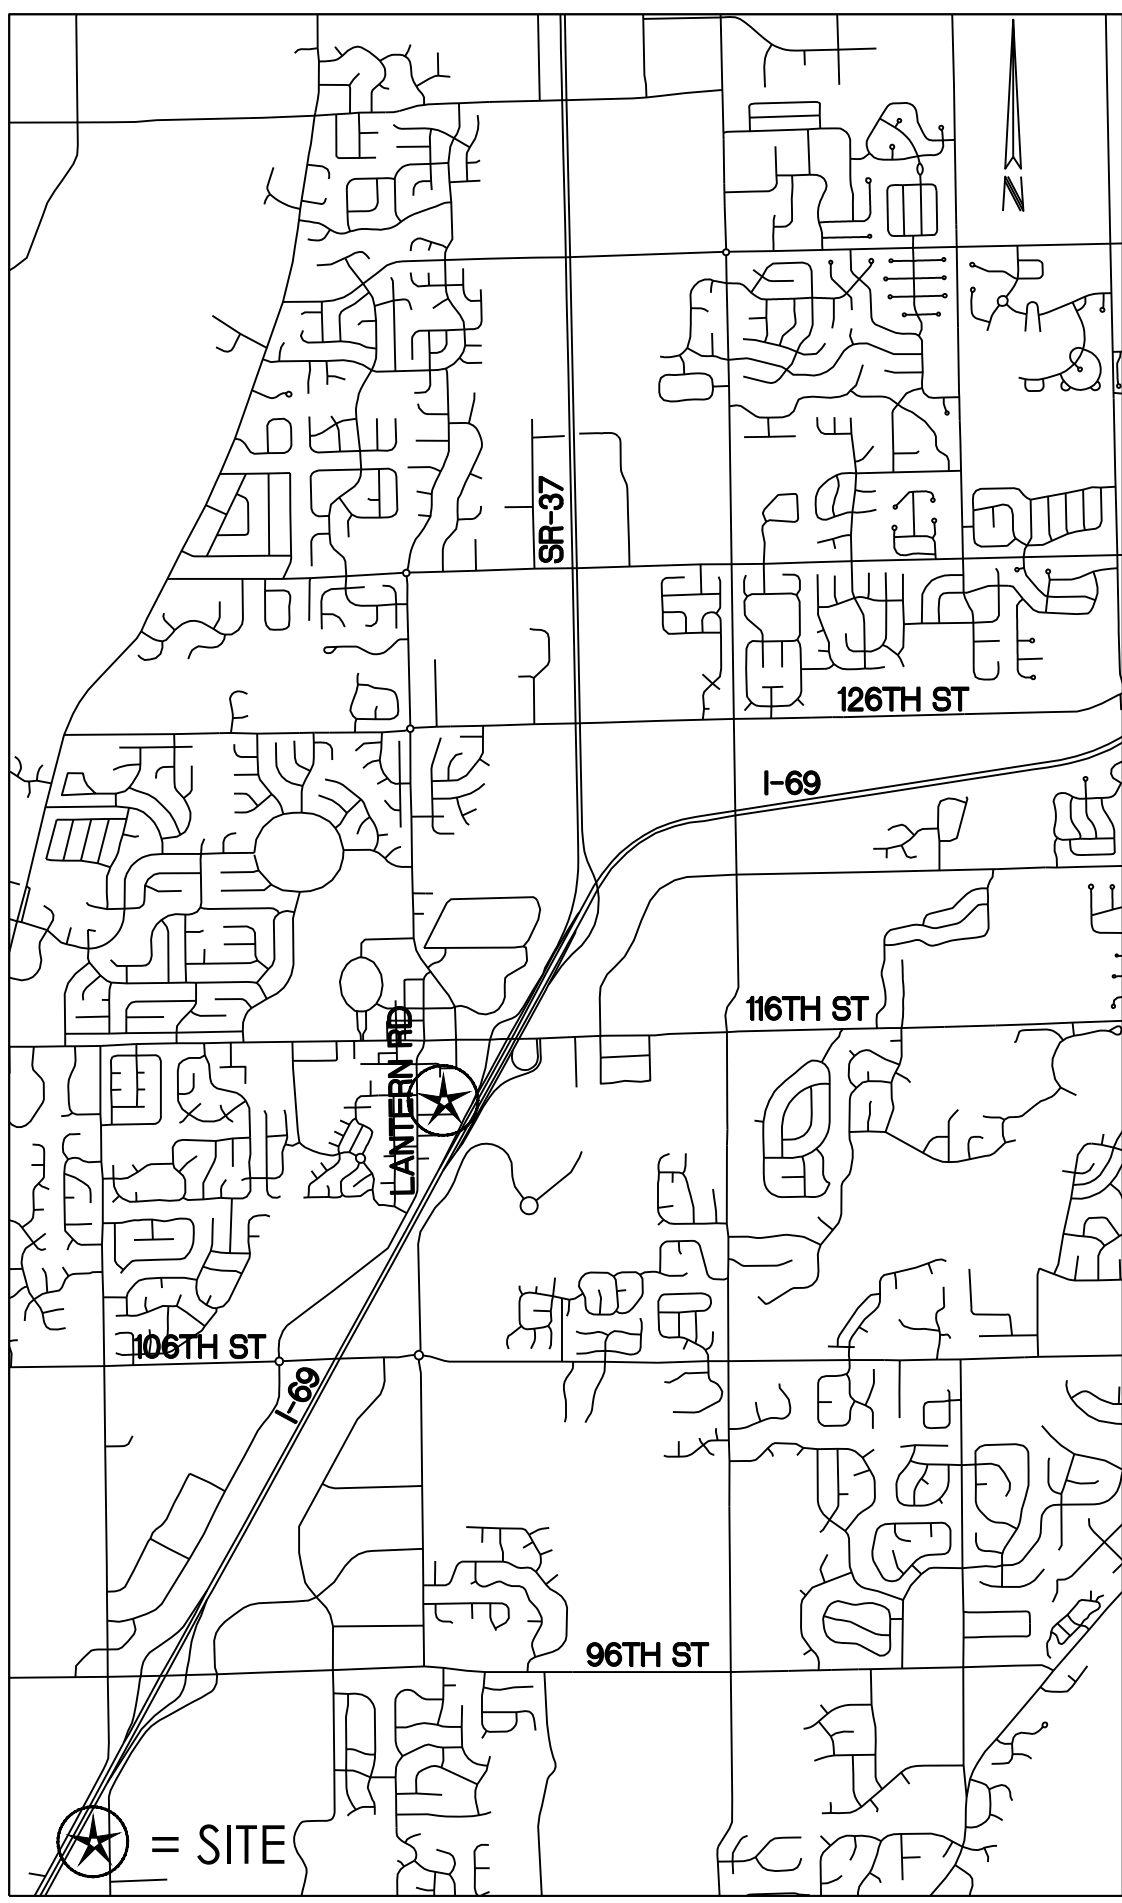 N
SR-37
126TH ST
I-69
116TH ST
LANTERN RD
106TH ST
I-69
96TH ST
= SITE